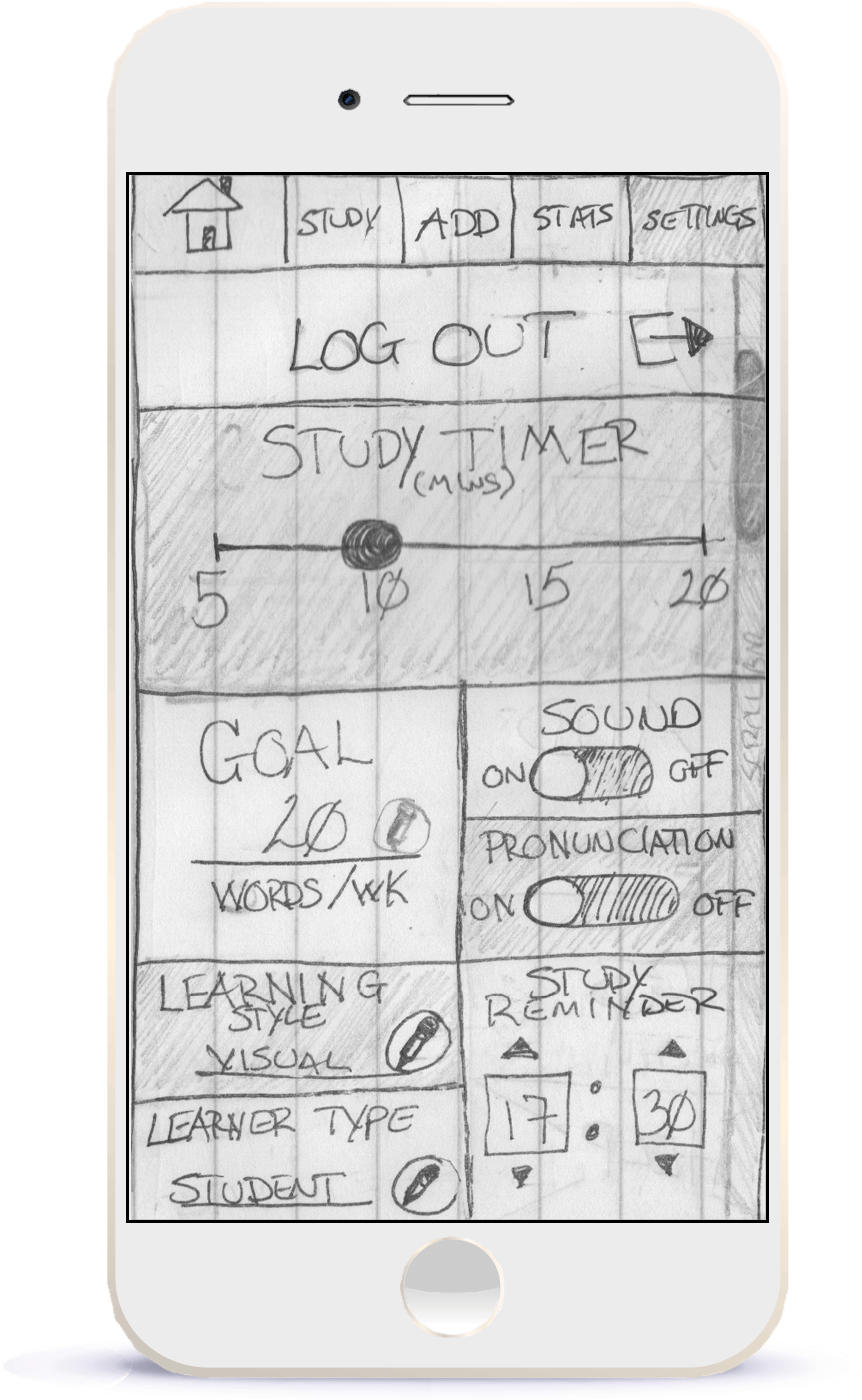 STUDY ADD STATS SETTINGS
LOG OUT
STUDY TIMER
(MINS)
5 10 15 20
GOAL
20
WORDS/WK
SOUND
ON OFF
PRONUNCIATION
ON OFF
LEARNING
STYLE
VISUAL
LEARNER TYPE
STUDENT
STUDY
REMINDER
17 : 30
SCROLL BAR